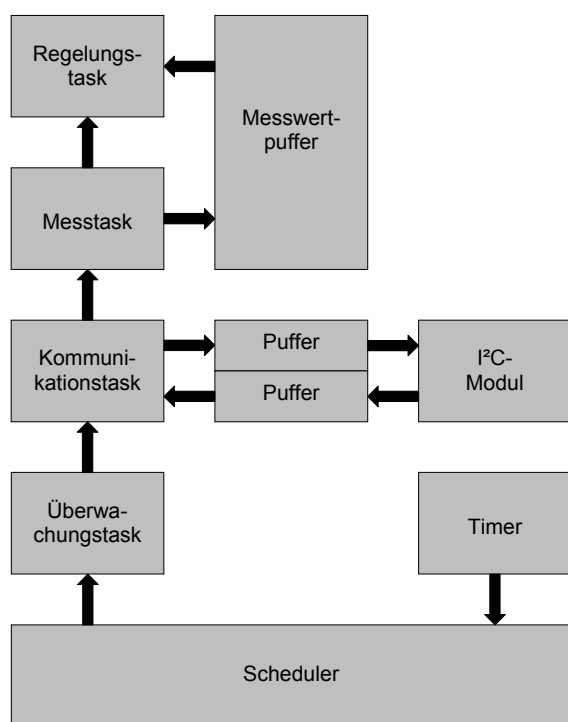 Regelungs-
task
Messwert-
puffer
Messtask
Kommuni-
kationstask
Puffer
Puffer
I²C-
Modul
Überwa-
chungstask
Timer
Scheduler